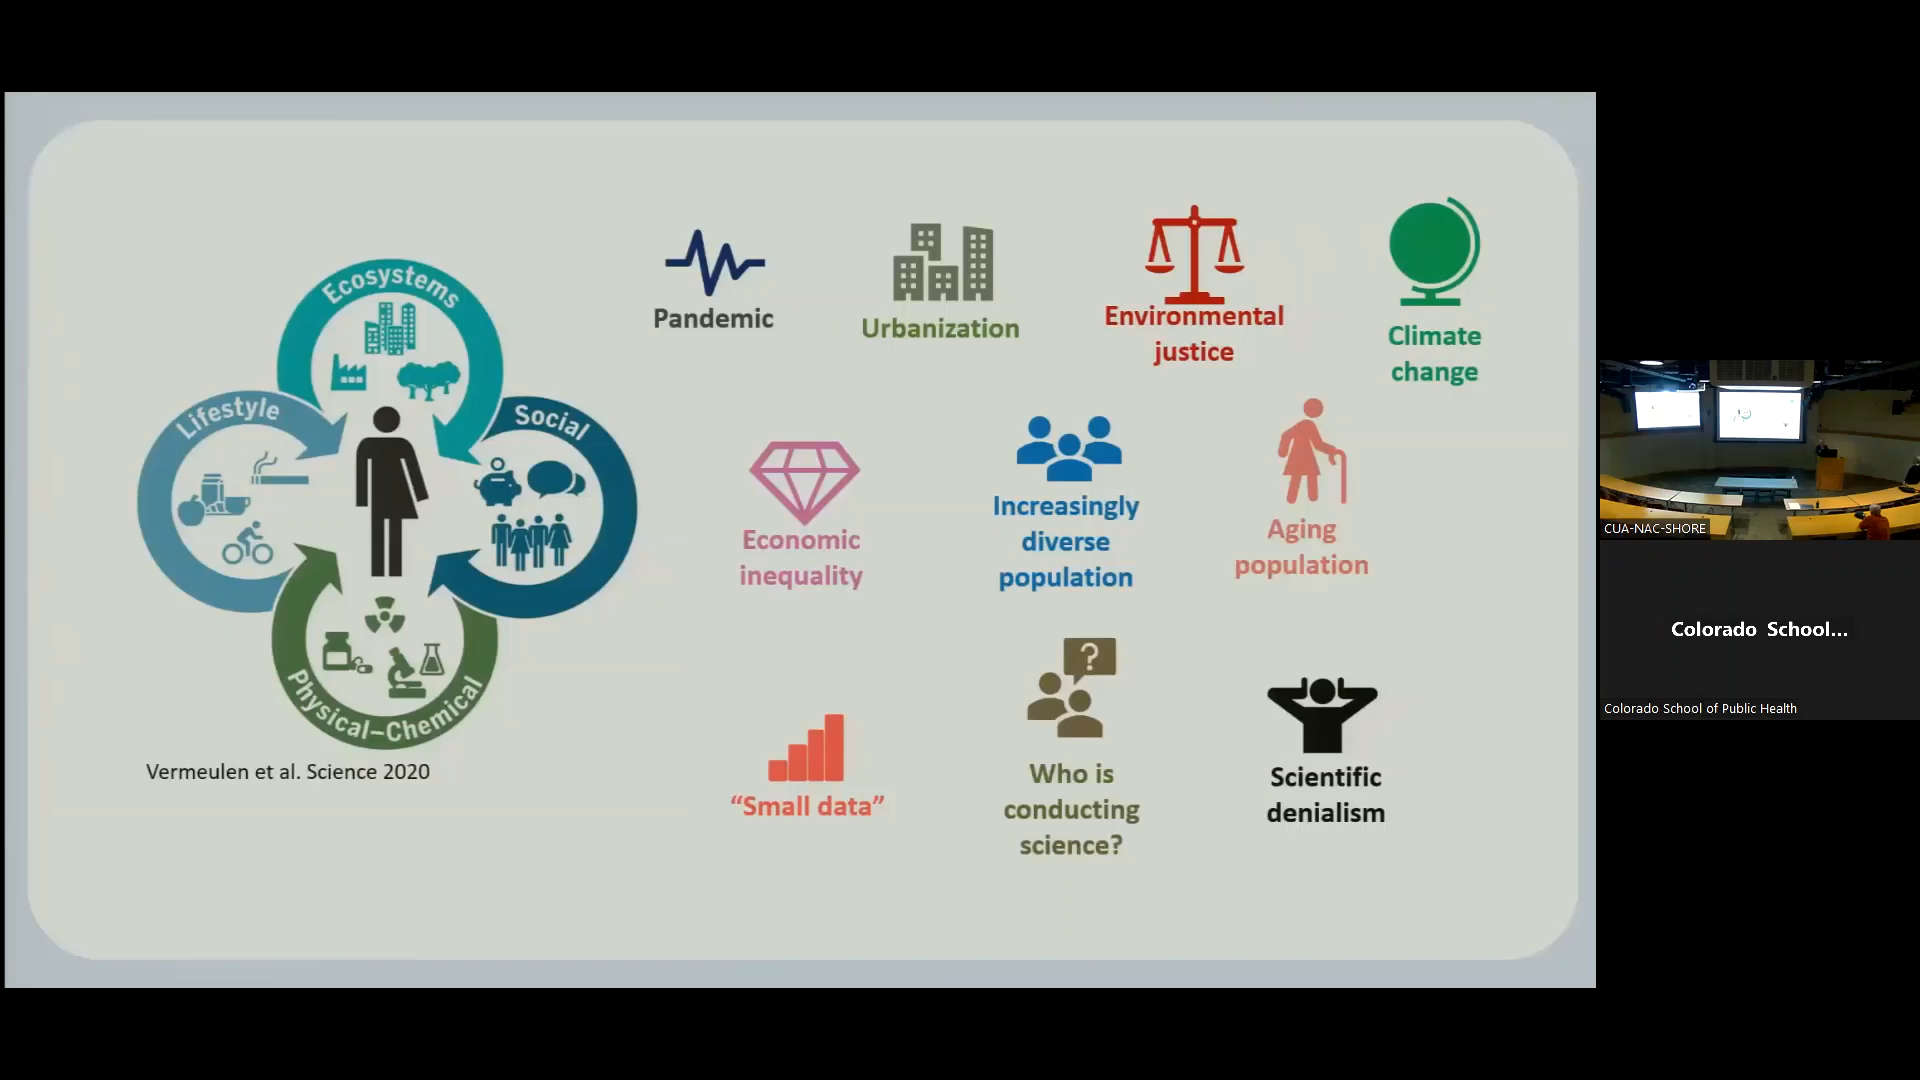 Ecosystems
Lifestyle
Social
Physical–Chemical
Vermeulen et al. Science 2020
Pandemic
Urbanization
Environmental
justice
Climate
change
Economic
inequality
Increasingly
diverse
population
Aging
population
“Small data”
?
Who is
conducting
science?
Scientific
denialism
CUA-NAC-SHORE
Colorado School...
Colorado School of Public Health